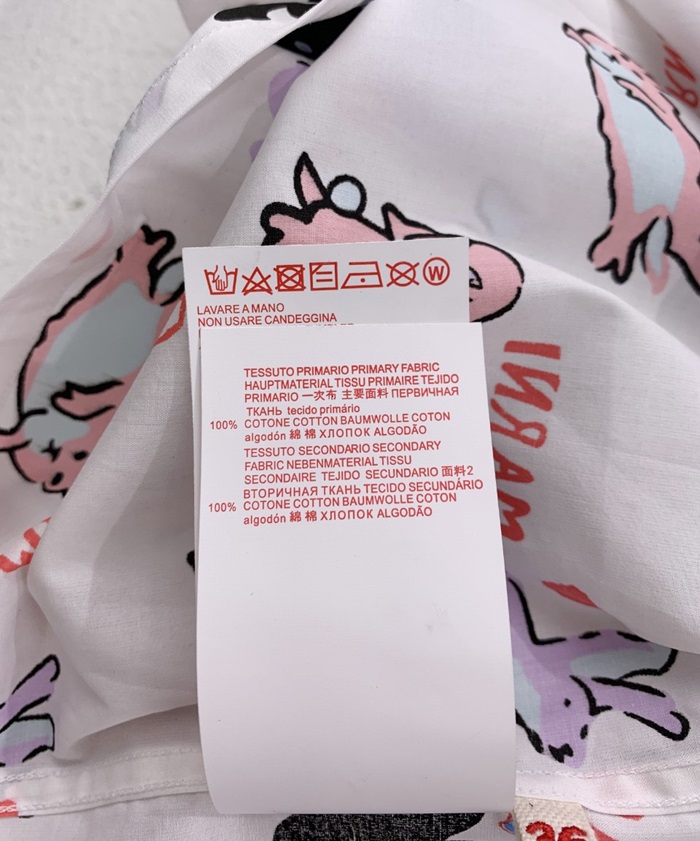 W
LAVARE A MANO
NON USARE CANDEGGINA
TESSUTO PRIMARIO PRIMARY FABRIC
HAUPTMATERIAL TISSU PRIMAIRE TEJIDO
PRIMARIO 一次布 主要面料 ПЕРВИЧНАЯ
ТКАНЬ tecido primário
100% COTONE COTTON BAUMWOLLE COTON
algodón 綿 棉 ХЛОПОК ALGODÃO
TESSUTO SECONDARIO SECONDARY
FABRIC NEBENMATERIAL TISSU
SECONDAIRE TEJIDO SECUNDARIO 面料2
ВТОРИЧНАЯ ТКАНЬ TECIDO SECUNDÁRIO
100% COTONE COTTON BAUMWOLLE COTON
algodón 綿 棉 ХЛОПОК ALGODÃO
MARNI
36